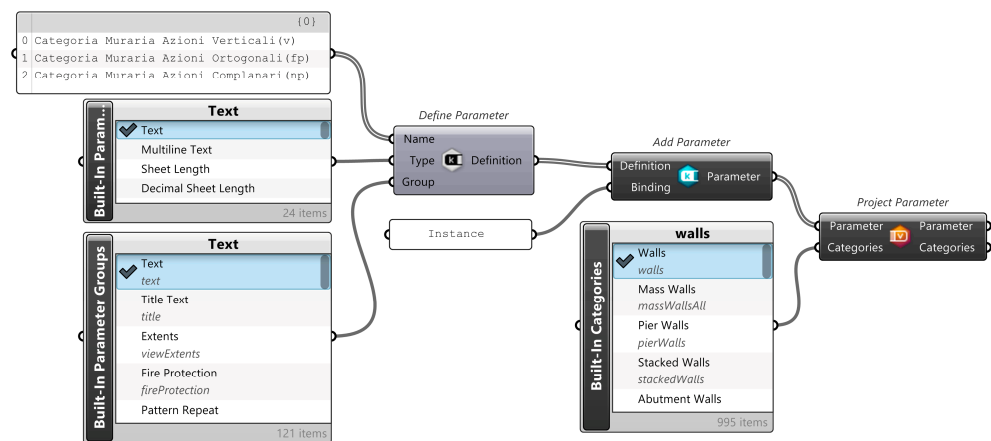 {0}
0 Categoria Muraria Azioni Verticali(v)
1 Categoria Muraria Azioni Ortogonali(fp)
2 Categoria Muraria Azioni Complanari(np)
Built-In Param...
Text
Text
Multiline Text
Sheet Length
Decimal Sheet Length
24 items
Built-In Parameter Groups
Text
Text
text
Title Text
title
Extents
viewExtents
Fire Protection
fireProtection
Pattern Repeat
121 items
Define Parameter
Name
Type
Group
Definition
Instance
Add Parameter
Definition
Binding
Parameter
Built-In Categories
walls
Walls
walls
Mass Walls
massWallsAll
Pier Walls
pierWalls
Stacked Walls
stackedWalls
Abutment Walls
995 items
Project Parameter
Parameter
Categories
Parameter
Categories